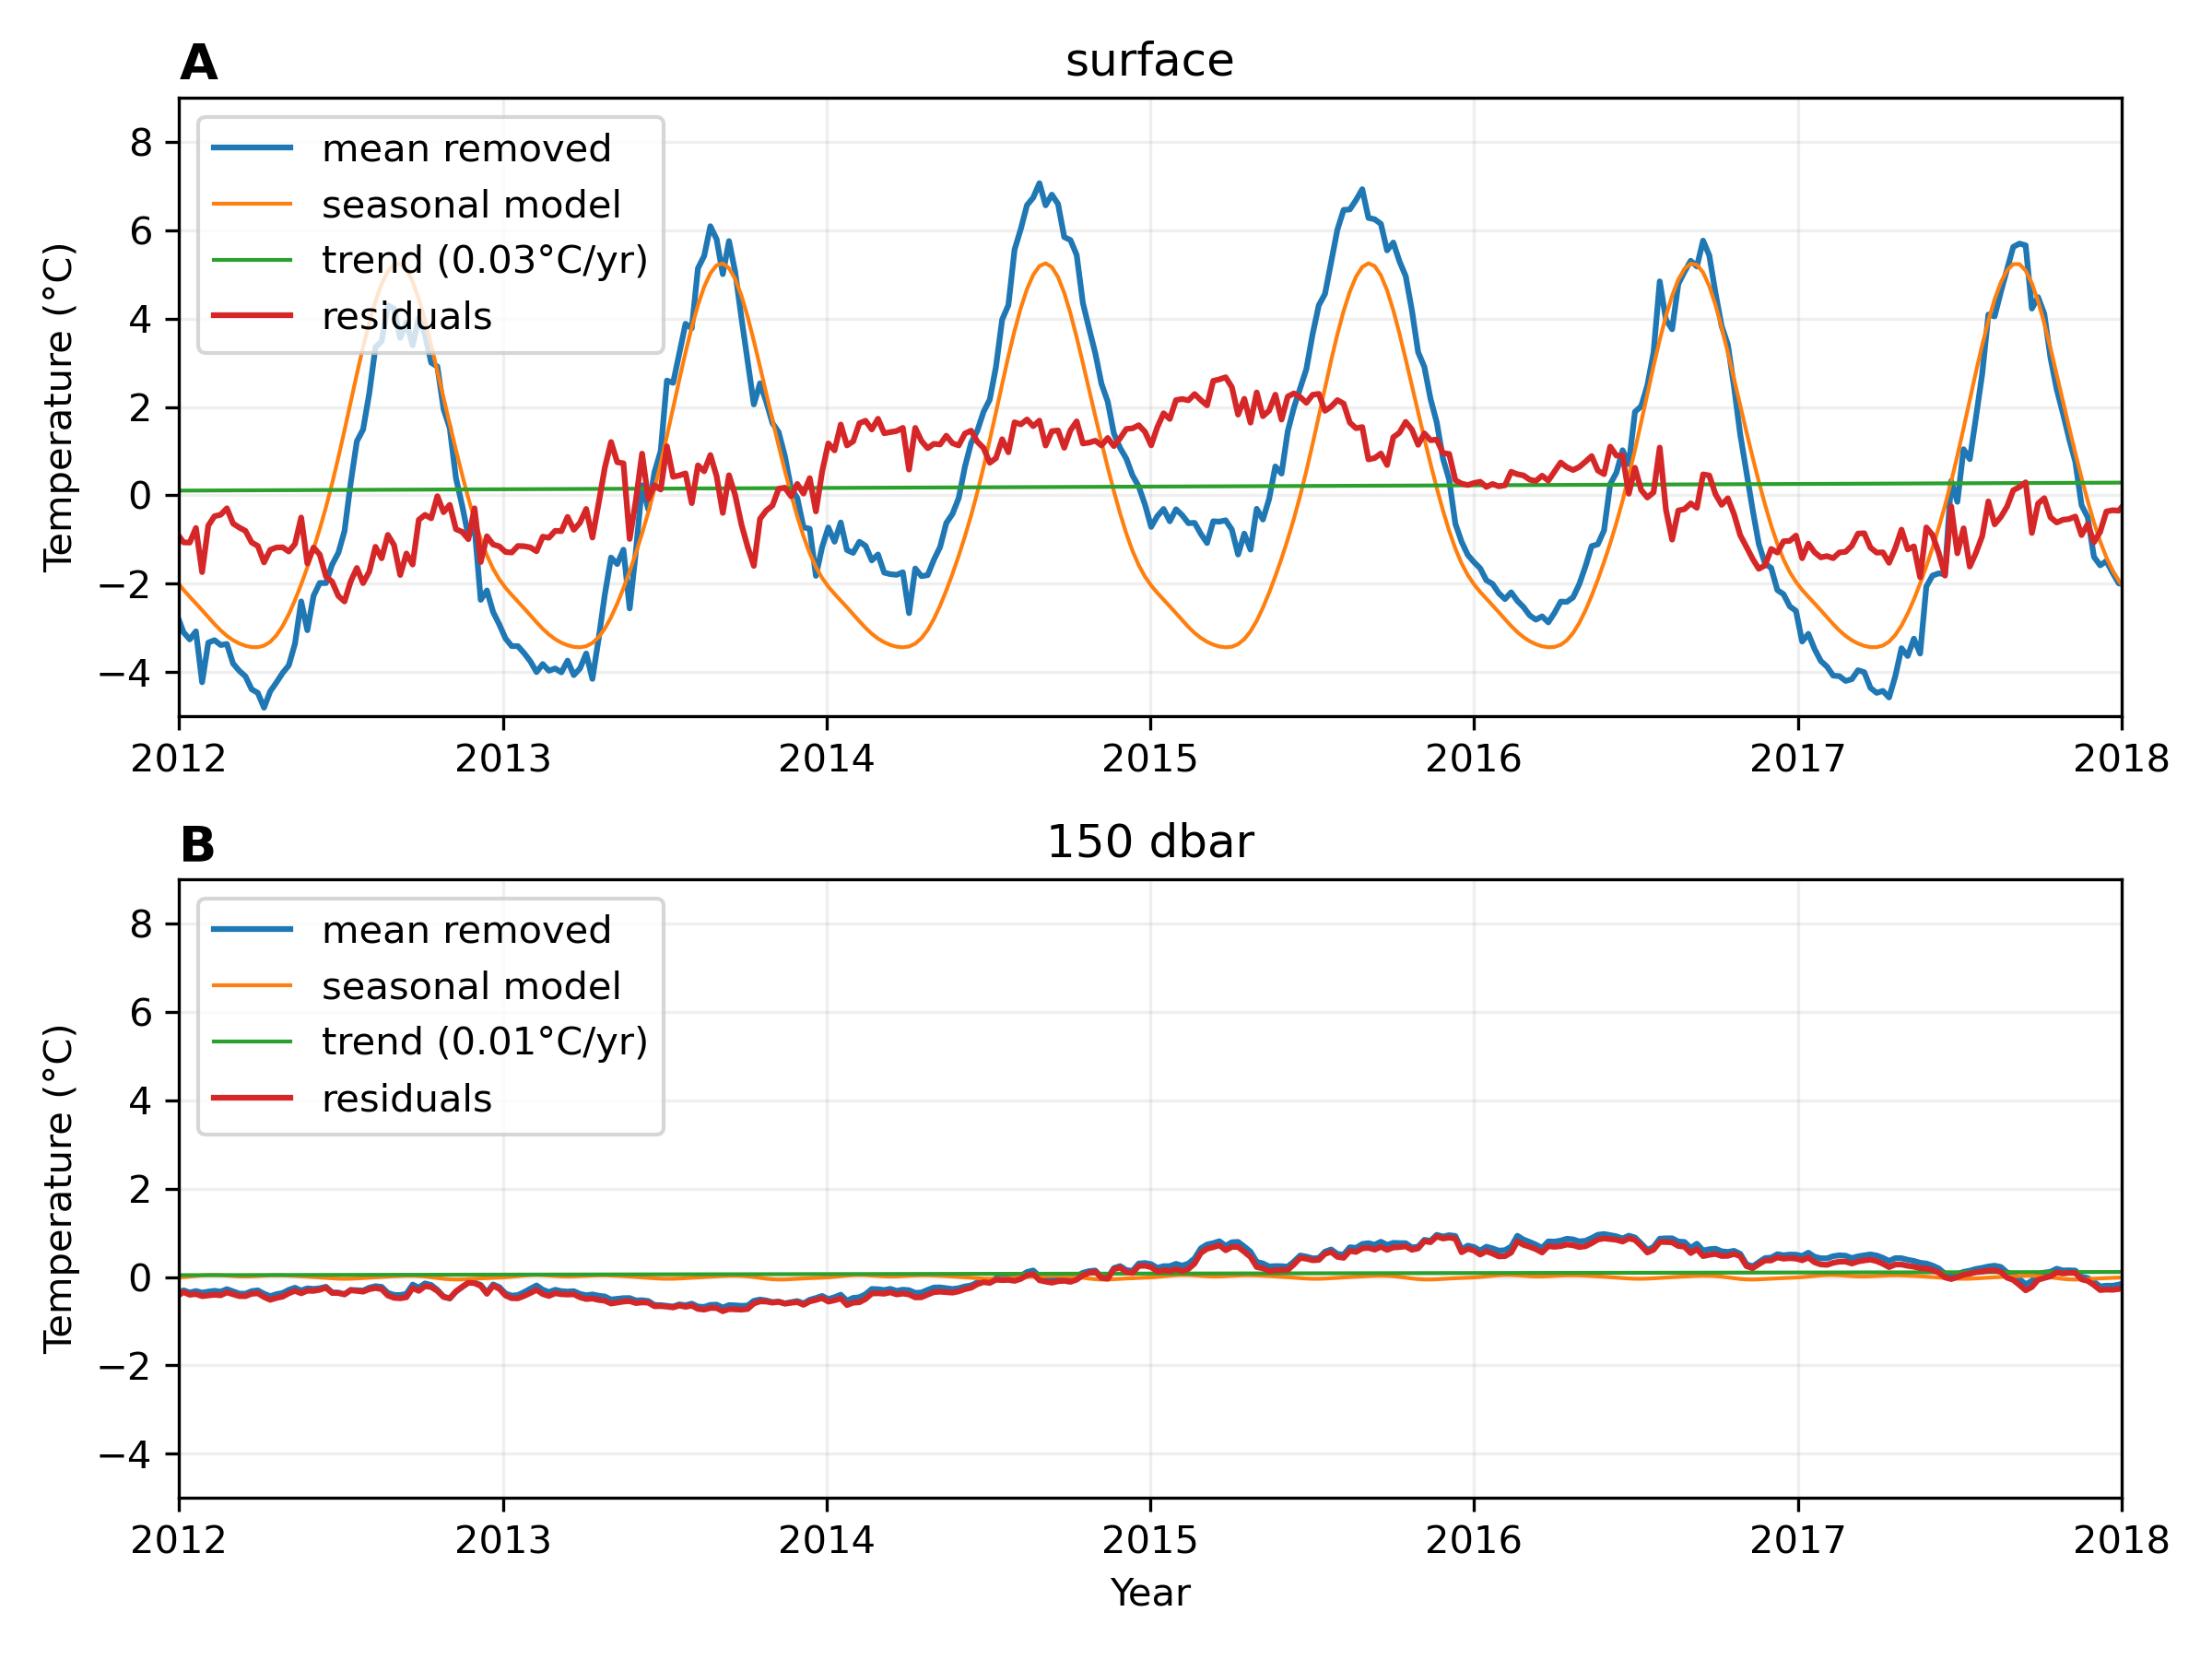 A
surface
mean removed
seasonal model
trend (0.03°C/yr)
residuals
Temperature (°C)
8
6
4
2
0
−2
−4
2012 2013 2014 2015 2016 2017 2018
B
150 dbar
mean removed
seasonal model
trend (0.01°C/yr)
residuals
Temperature (°C)
8
6
4
2
0
−2
−4
2012 2013 2014 2015 2016 2017 2018
Year